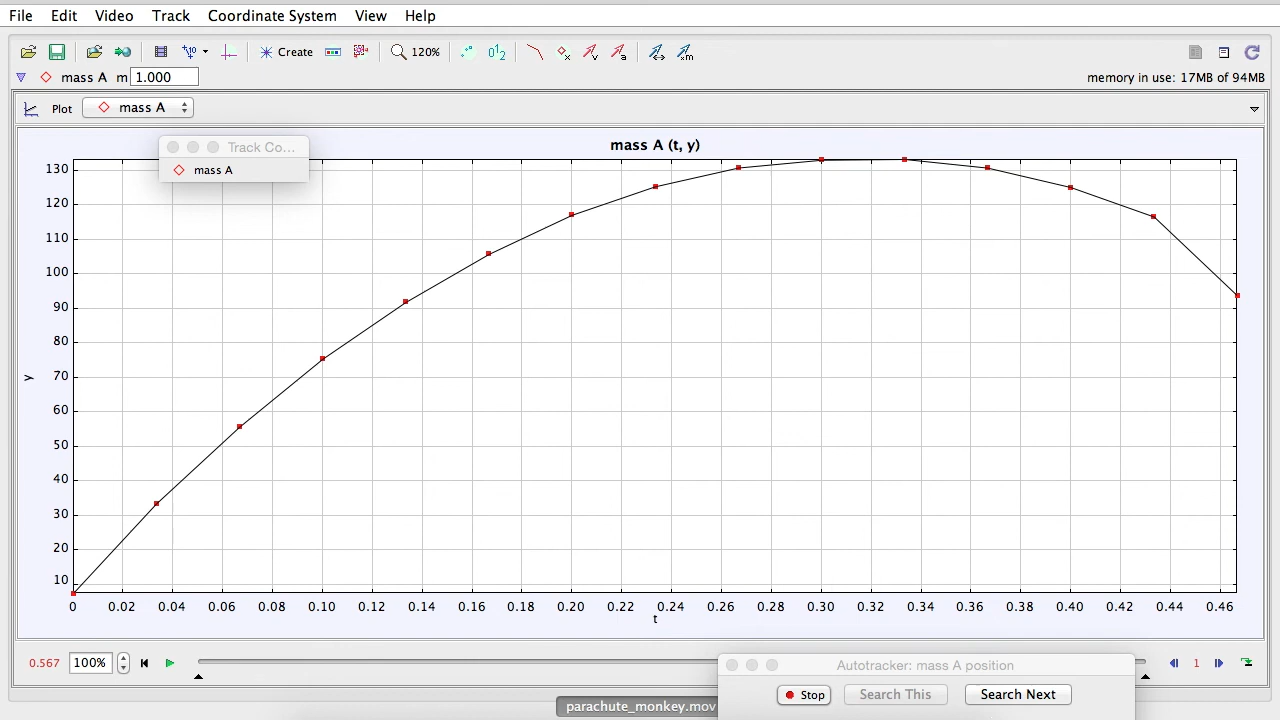 File Edit Video Track Coordinate System View Help
Create 120%
mass A m 1.000 memory in use: 17MB of 94MB
Plot mass A
mass A (t, y)
Track Co...
mass A
130
120
110
100
90
80
70
60
50
40
30
20
10
y
0 0.02 0.04 0.06 0.08 0.10 0.12 0.14 0.16 0.18 0.20 0.22 0.24 0.26 0.28 0.30 0.32 0.34 0.36 0.38 0.40 0.42 0.44 0.46
t
0.567 100% 1
Autotracker: mass A position
Stop Search This Search Next
parachute_monkey.mov